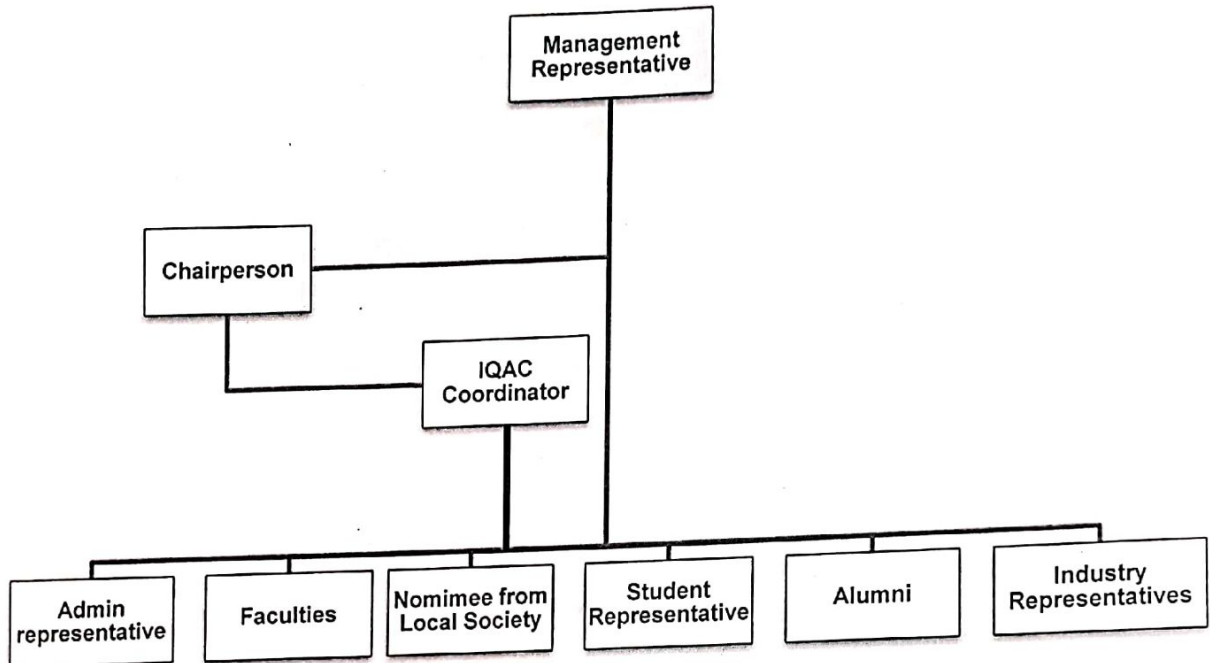 Management
Representative
Chairperson
IQAC
Coordinator
Admin
representative
Faculties
Nomimee from
Local Society
Student
Representative
Alumni
Industry
Representatives